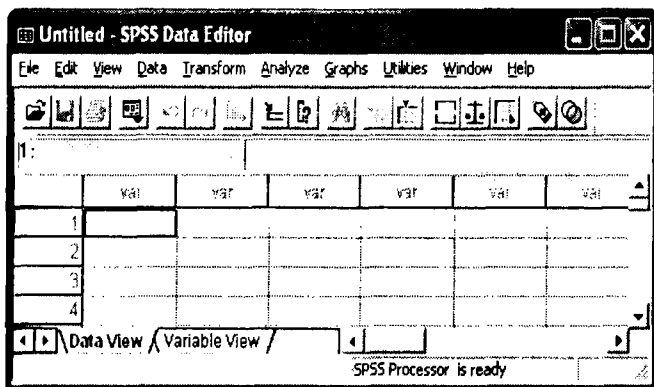 Untitled - SPSS Data Editor
File Edit View Data Transform Analyze Graphs Utilities Window Help
1:
var var var var var var
1
2
3
4
Data View Variable View
SPSS Processor is ready